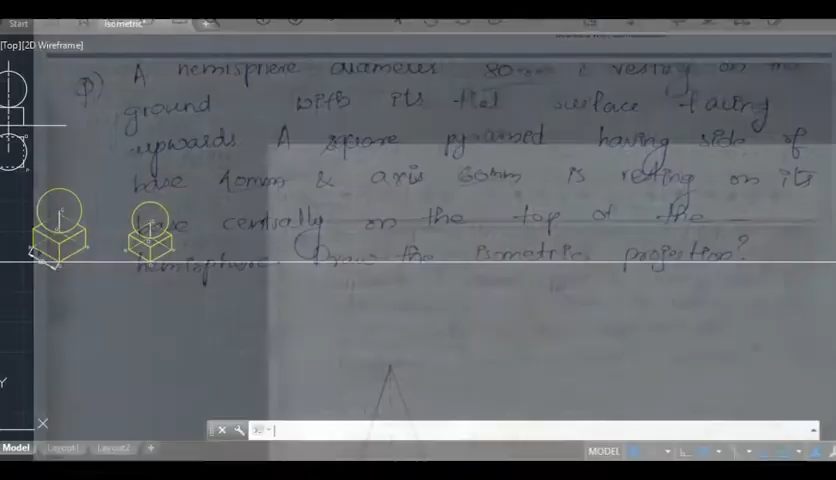 Start
Isometric*
+
[Top][2D Wireframe]
Q) A hemisphere diameter 80mm is resting on the
ground with its flat surface facing
upwards A square pyramid having side of
base 40mm & axis 60mm is resting on its
base centrally on the top of the
hemisphere. Draw the ismetric projection?
Y
Model Layout1 Layout2 +
MODEL